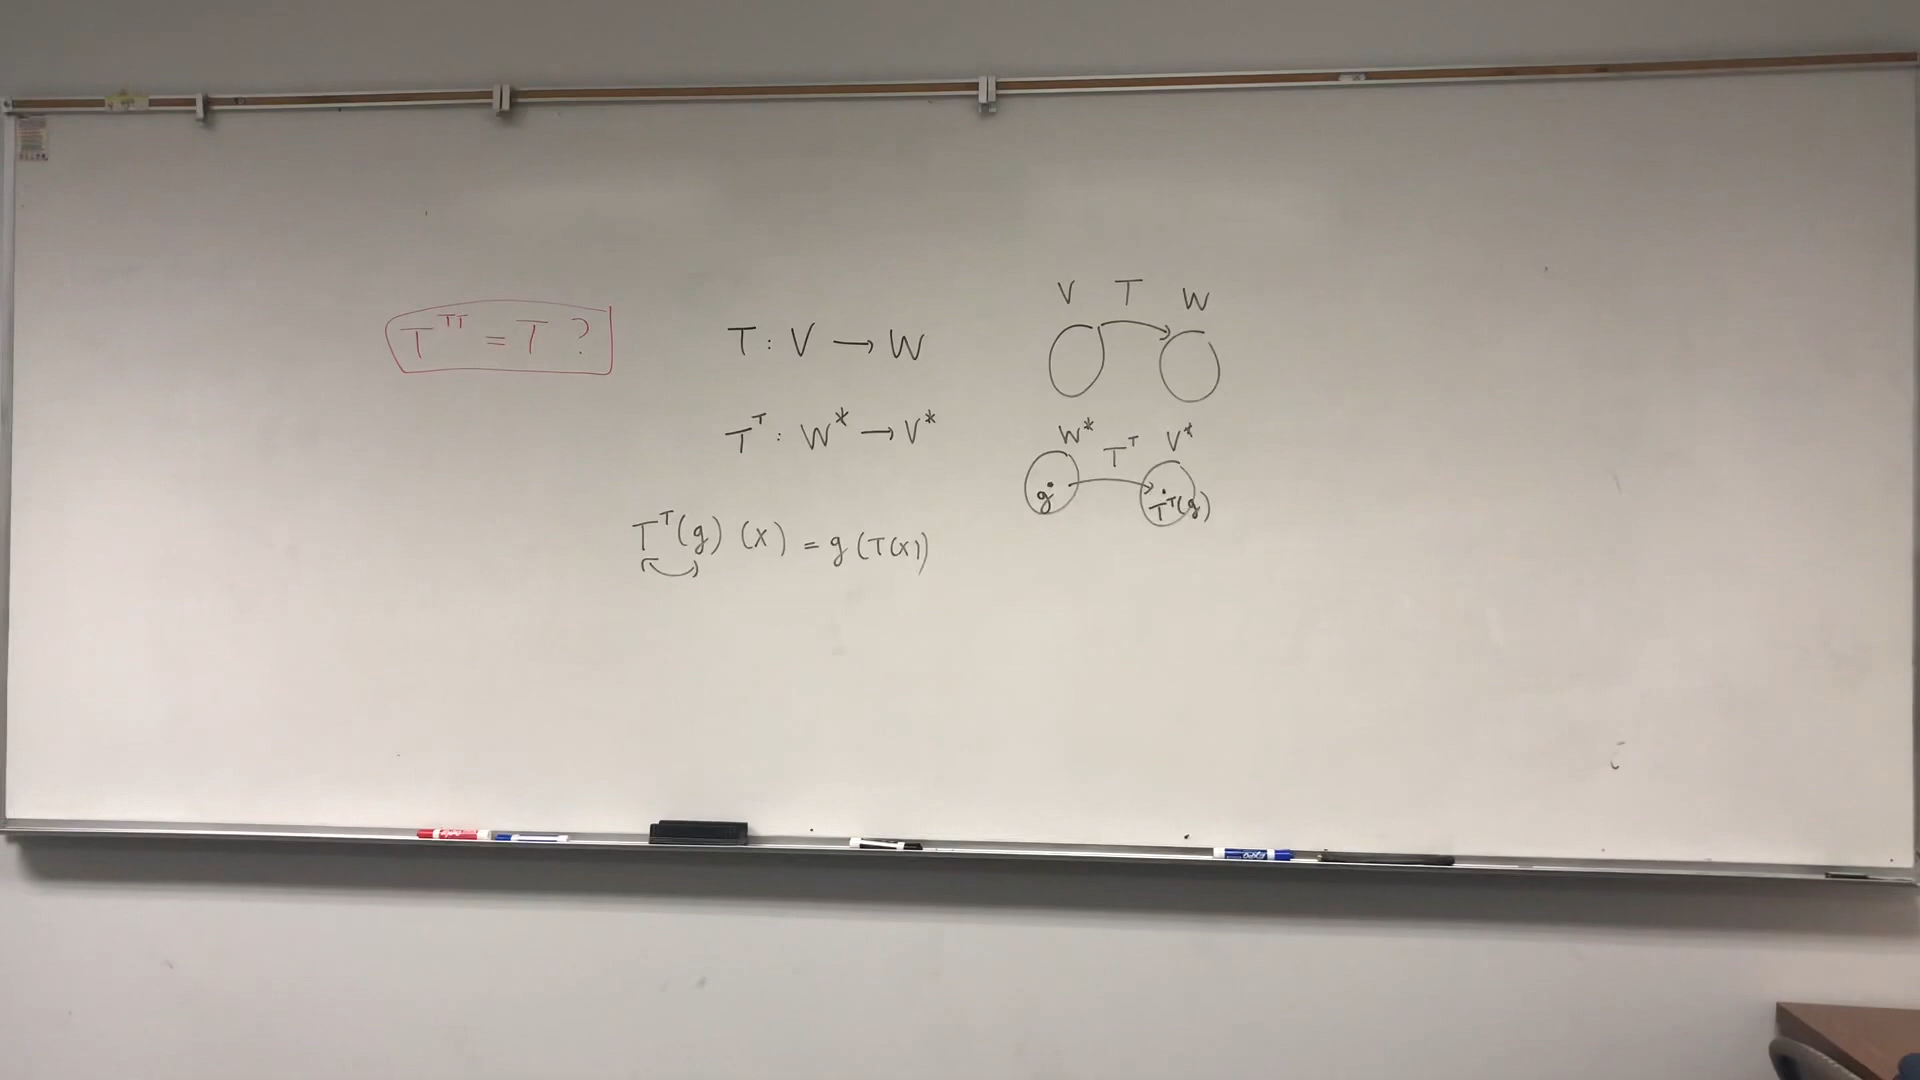 T^TT = T ?
T : V → W
T^T : W* → V*
T^T(g) (x) = g(T(x))
V T W
W* T^T V*
g T^T(g)